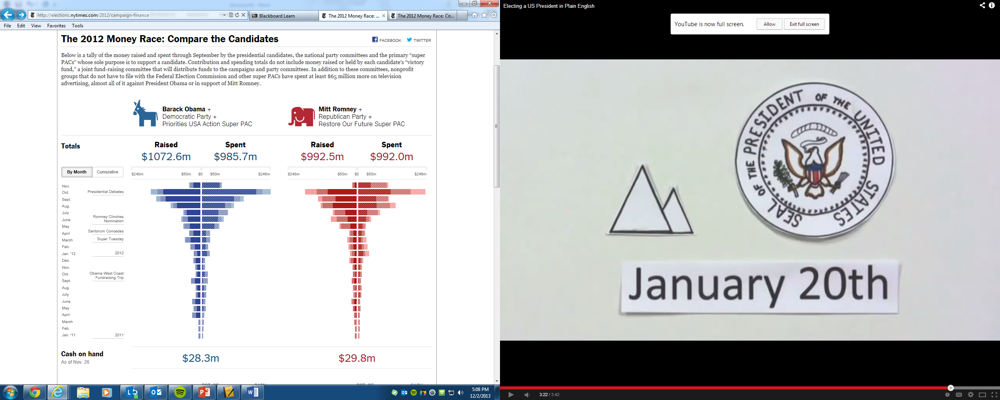 http://elections.nytimes.com/2012/campaign-finance
Blackboard Learn
The 2012 Money Race: ...
The 2012 Money Race: Co...
File Edit View Favorites Tools
The 2012 Money Race: Compare the Candidates
FACEBOOK TWITTER
Below is a tally of the money raised and spent through September by the presidential candidates, the national party committees and the primary “super
PACs” whose sole purpose is to support a candidate. Contribution and spending totals do not include money raised or held by each candidate’s “victory
fund,” a joint fund-raising committee that will distribute funds to the campaigns and party committees. In addition to these committees, nonprofit
groups that do not have to file with the Federal Election Commission and other super PACs have spent at least $65 million more on television
advertising, almost all of it against President Obama or in support of Mitt Romney.
Barack Obama +
Democratic Party +
Priorities USA Action Super PAC
Mitt Romney +
Republican Party +
Restore Our Future Super PAC
Totals
Raised Spent Raised Spent
$1072.6m $985.7m $992.5m $992.0m
By Month Cumulative
$248m $50m $0 $50m $246m $248m $50m $0 $50m $246m
Nov.
Oct. Presidential Debates
Sept.
Aug.
July
Romney Clinches
June Nomination
May
April Santorum Concedes
March Super Tuesday
Feb.
Jan. '12 2012
Dec.
Nov.
Oct. Obama West Coast
Fundraising Trip
Sept.
Aug.
July
June
May
April
March
Feb.
Jan. '11 2011
Cash on hand
As of Nov. 26
$28.3m $29.8m
5:08 PM
12/2/2013
Electing a US President in Plain English
YouTube is now full screen. Allow Exit full screen
SEAL OF THE PRESIDENT OF THE UNITED STATES
January 20th
3:22 / 3:42
CC